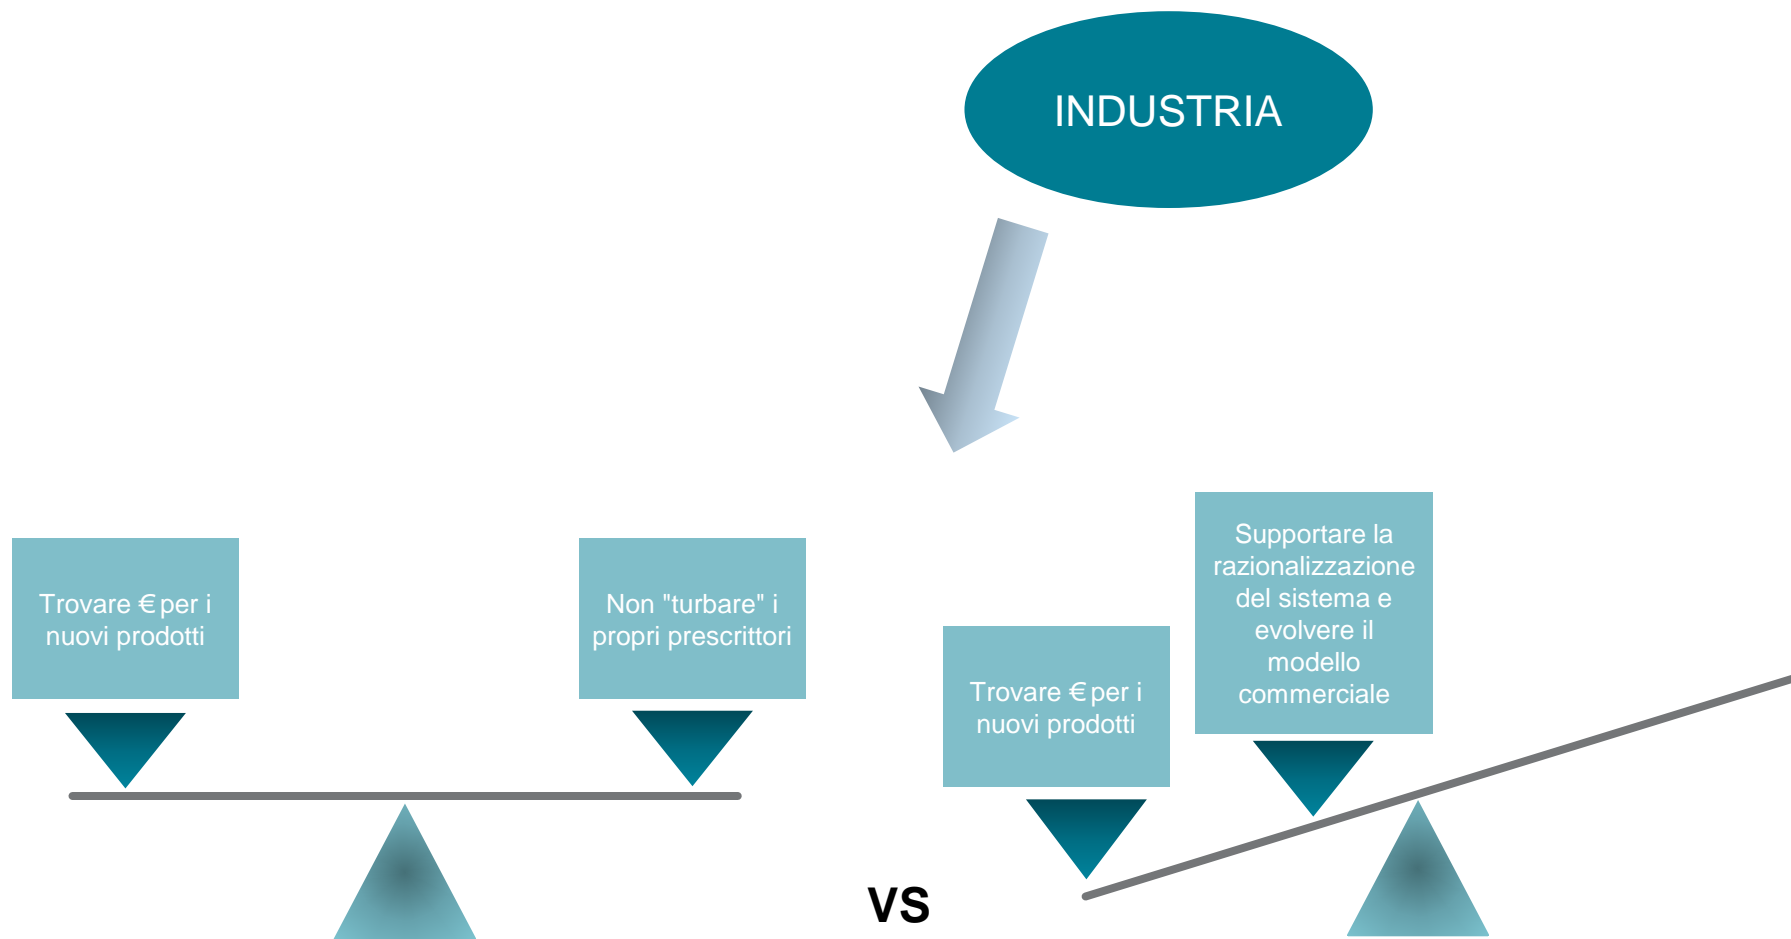 INDUSTRIA
Trovare € per i
nuovi prodotti
Non "turbare" i
propri prescrittori
Trovare € per i
nuovi prodotti
Supportare la
razionalizzazione
del sistema e
evolvere il
modello
commerciale
vs